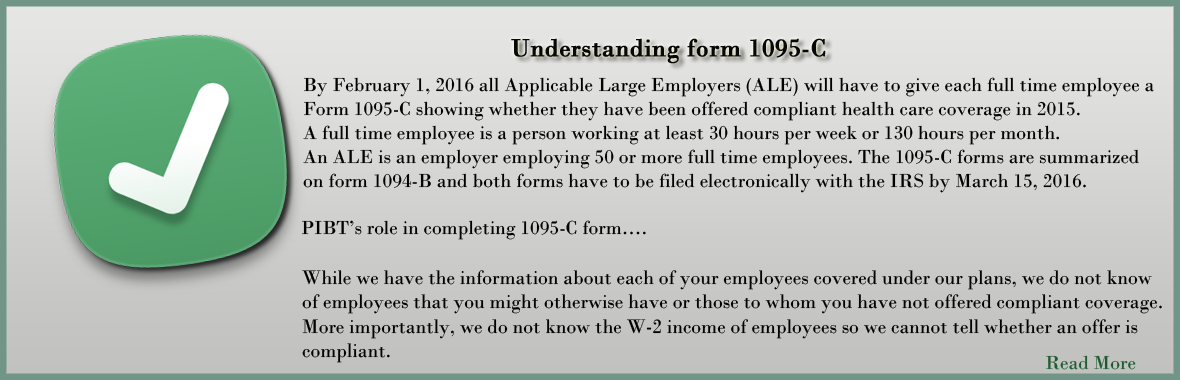 Understanding form 1095-C
By February 1, 2016 all Applicable Large Employers (ALE) will have to give each full time employee a
Form 1095-C showing whether they have been offered compliant health care coverage in 2015.
A full time employee is a person working at least 30 hours per week or 130 hours per month.
An ALE is an employer employing 50 or more full time employees. The 1095-C forms are summarized
on form 1094-B and both forms have to be filed electronically with the IRS by March 15, 2016.
PIBT's role in completing 1095-C form....
While we have the information about each of your employees covered under our plans, we do not know
of employees that you might otherwise have or those to whom you have not offered compliant coverage.
More importantly, we do not know the W-2 income of employees so we cannot tell whether an offer is
compliant.
Read More